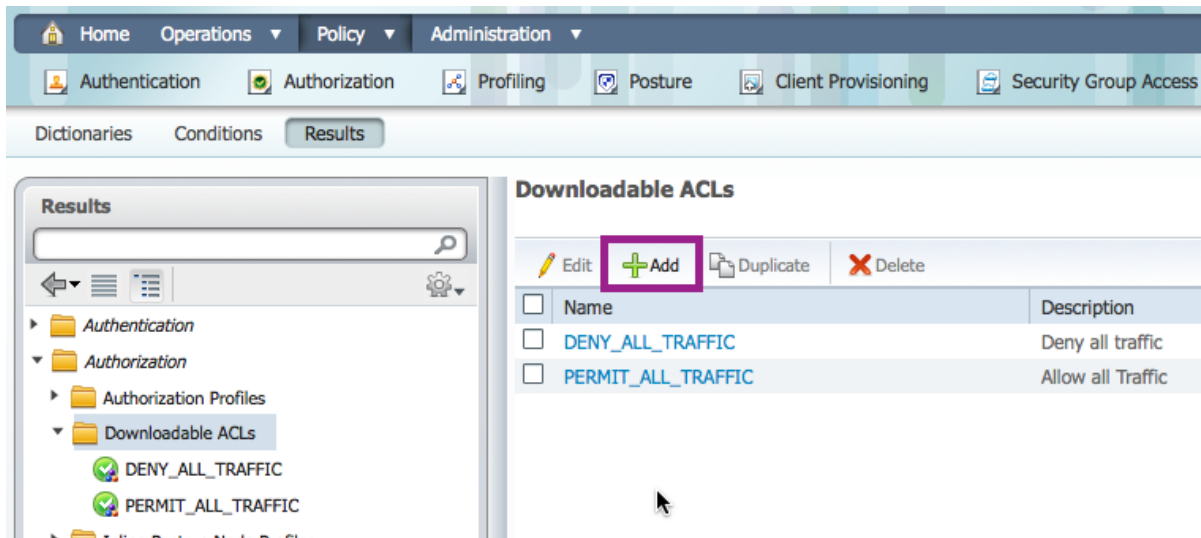 Home Operations Policy Administration
Authentication Authorization Profiling Posture Client Provisioning Security Group Access
Dictionaries Conditions Results
Results
Authentication
Authorization
Authorization Profiles
Downloadable ACLs
DENY_ALL_TRAFFIC
PERMIT_ALL_TRAFFIC
Downloadable ACLs
Edit Add Duplicate Delete
Name Description
DENY_ALL_TRAFFIC Deny all traffic
PERMIT_ALL_TRAFFIC Allow all Traffic